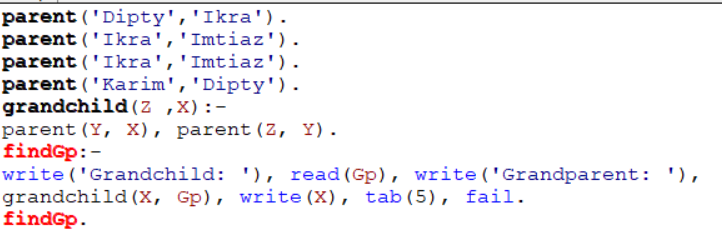 parent('Dipty','Ikra').
parent('Ikra','Imtiaz').
parent('Ikra','Imtiaz').
parent('Karim','Dipty').
grandchild(Z ,X):-
parent(Y, X), parent(Z, Y).
findGp:-
write('Grandchild: '), read(Gp), write('Grandparent: '),
grandchild(X, Gp), write(X), tab(5), fail.
findGp.